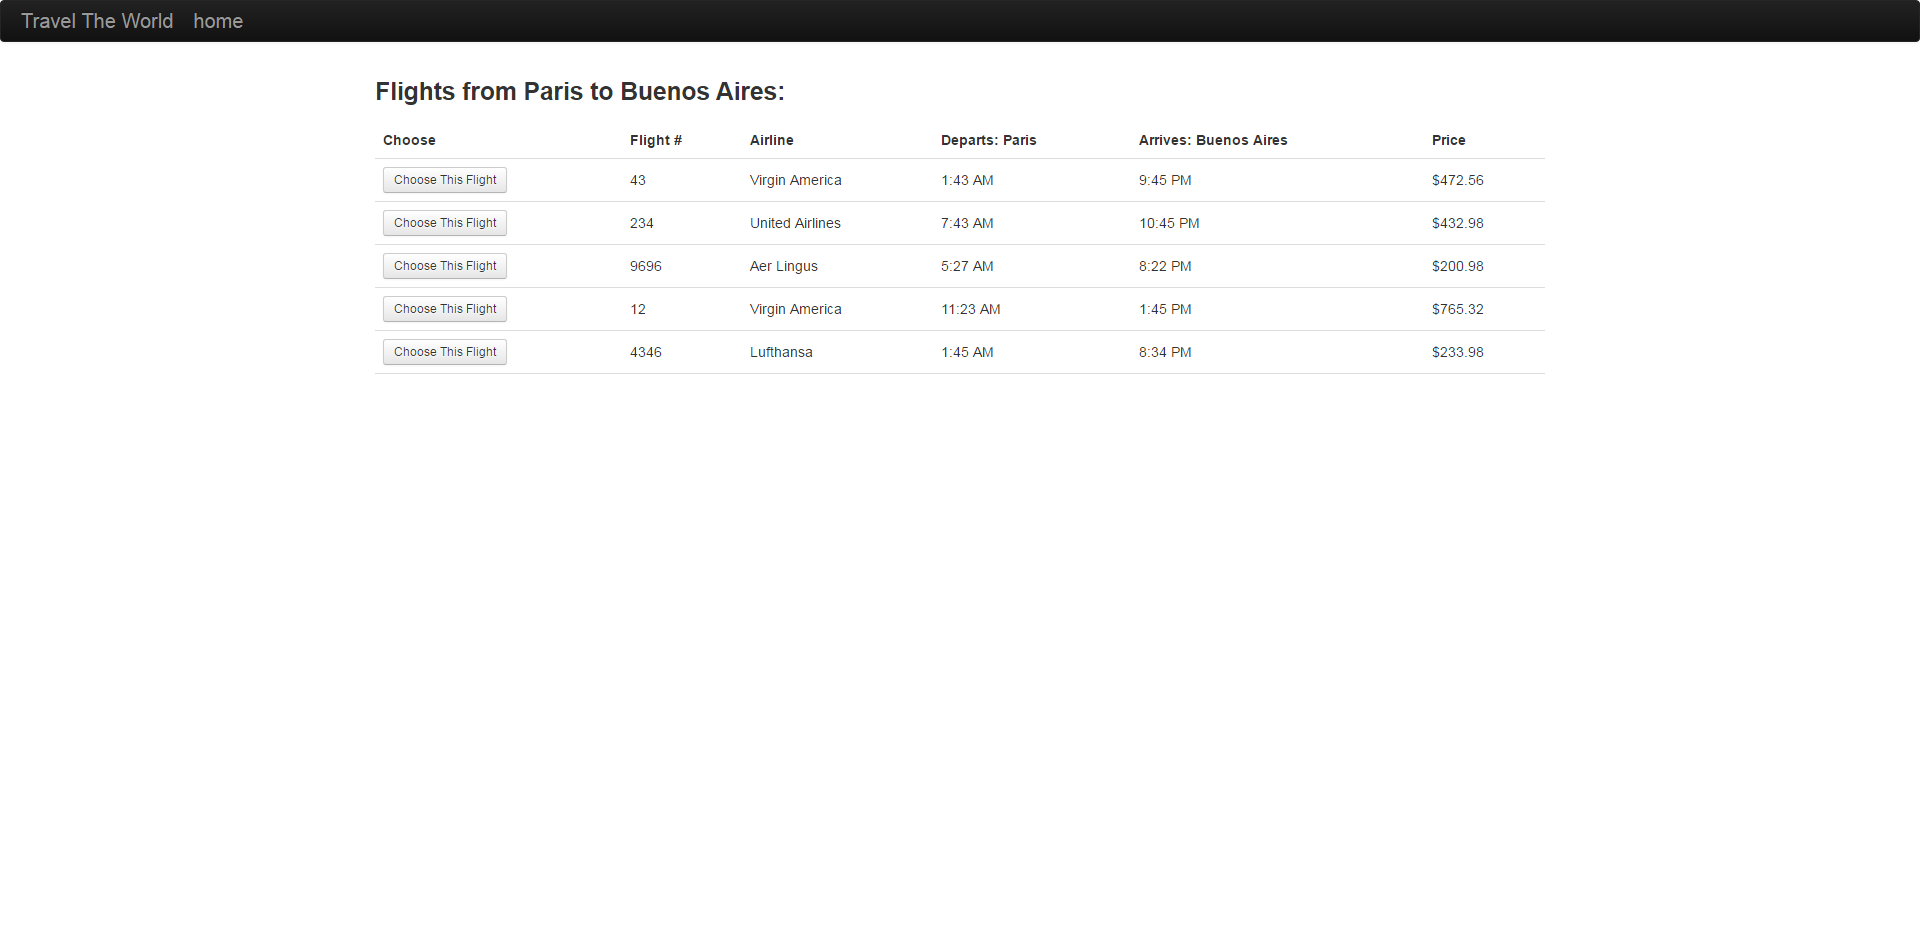 Travel The World home
Flights from Paris to Buenos Aires:
Choose Flight # Airline Departs: Paris Arrives: Buenos Aires Price
Choose This Flight 43 Virgin America 1:43 AM 9:45 PM $472.56
Choose This Flight 234 United Airlines 7:43 AM 10:45 PM $432.98
Choose This Flight 9696 Aer Lingus 5:27 AM 8:22 PM $200.98
Choose This Flight 12 Virgin America 11:23 AM 1:45 PM $765.32
Choose This Flight 4346 Lufthansa 1:45 AM 8:34 PM $233.98